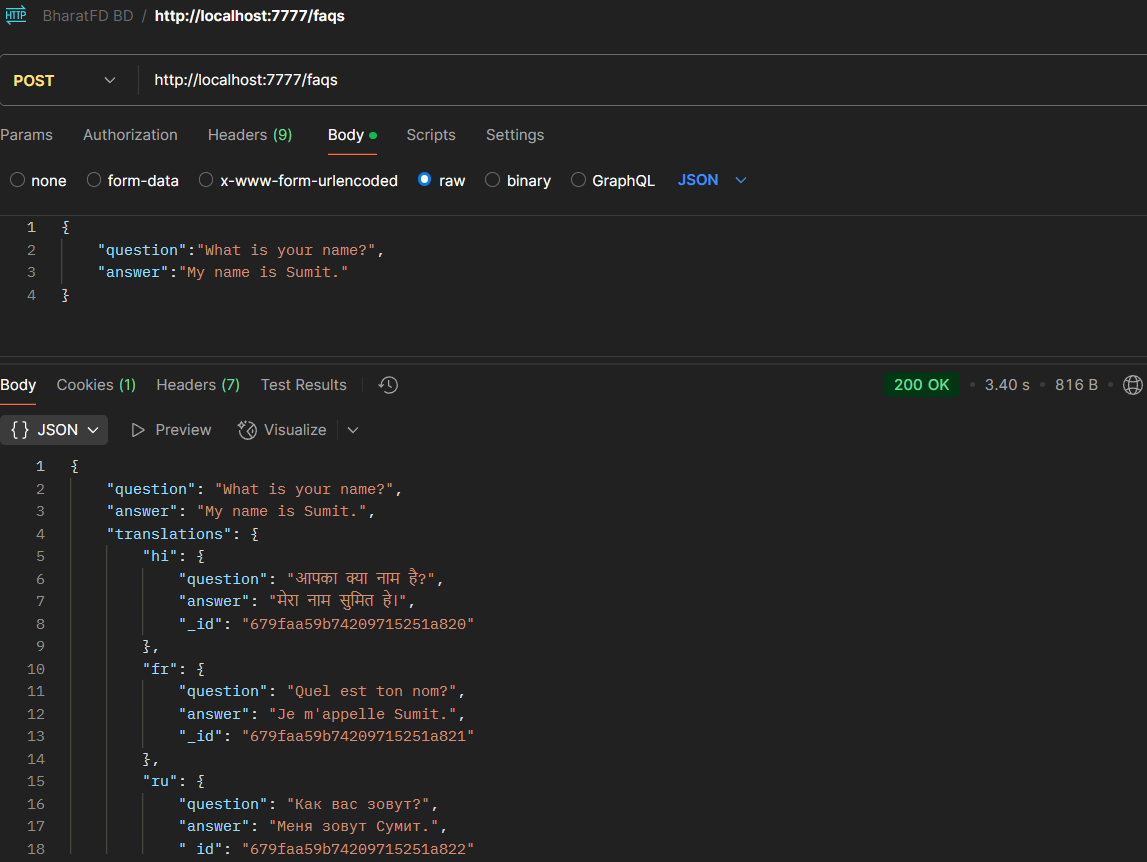 HTTP BharatFD BD / http://localhost:7777/faqs
POST http://localhost:7777/faqs
Params Authorization Headers (9) Body Scripts Settings
none form-data x-www-form-urlencoded raw binary GraphQL JSON
1 {
2 "question":"What is your name?",
3 "answer":"My name is Sumit."
4 }
Body Cookies (1) Headers (7) Test Results 200 OK • 3.40 s • 816 B •
{} JSON Preview Visualize
1 {
2 "question": "What is your name?",
3 "answer": "My name is Sumit.",
4 "translations": {
5 "hi": {
6 "question": "आपका क्या नाम है?",
7 "answer": "मेरा नाम सुमित हे।",
8 "_id": "679faa59b74209715251a820"
9 },
10 "fr": {
11 "question": "Quel est ton nom?",
12 "answer": "Je m'appelle Sumit.",
13 "_id": "679faa59b74209715251a821"
14 },
15 "ru": {
16 "question": "Как вас зовут?",
17 "answer": "Меня зовут Сумит.",
18 "_id": "679faa59b74209715251a822"